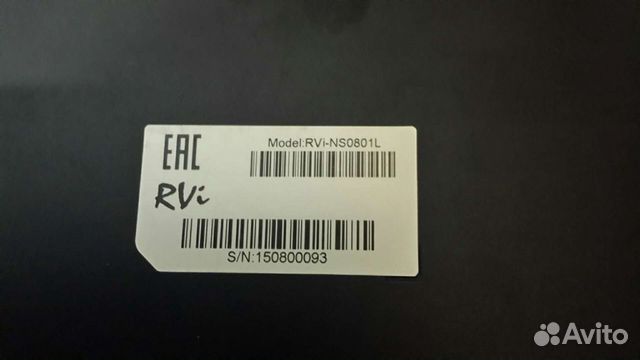 EAC
Model:RVi-NS0801L
RVi
S/N:150800093
Avito